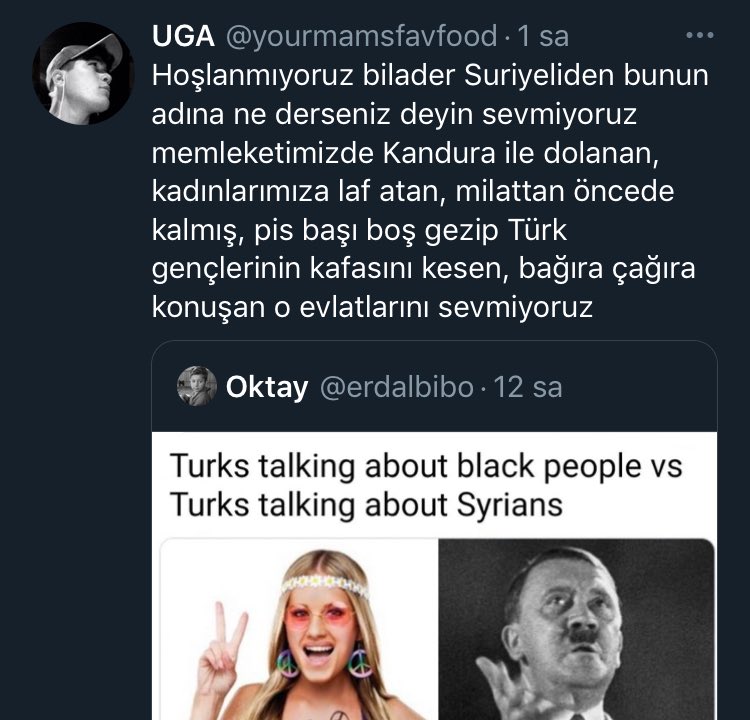 UGA @yourmamsfavfood · 1 sa
Hoşlanmıyoruz bilader Suriyeliden bunun
adına ne derseniz deyin sevmiyoruz
memleketimizde Kandura ile dolanan,
kadınlarımıza laf atan, milattan öncede
kalmış, pis başı boş gezip Türk
gençlerinin kafasını kesen, bağıra çağıra
konuşan o evlatlarını sevmiyoruz
Oktay @erdalbibo · 12 sa
Turks talking about black people vs
Turks talking about Syrians